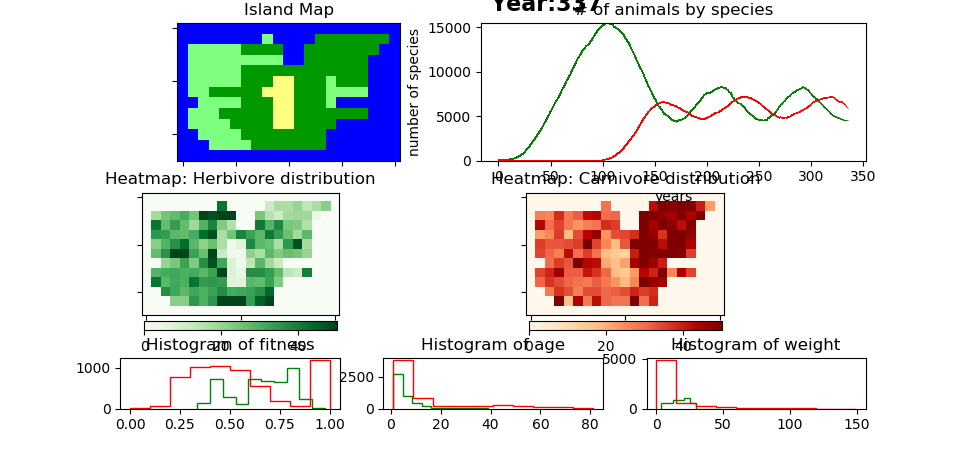 Year:337
Island Map
# of animals by species
number of species
15000
10000
5000
0
0 50 100 150 200 250 300 350
years
Heatmap: Herbivore distribution
Heatmap: Carnivore distribution
0 20 40
0 20 40
Histogram of fitness
Histogram of age
Histogram of weight
1000
0
0.00 0.25 0.50 0.75 1.00
2500
0
0 20 40 60 80
5000
0
0 50 100 150